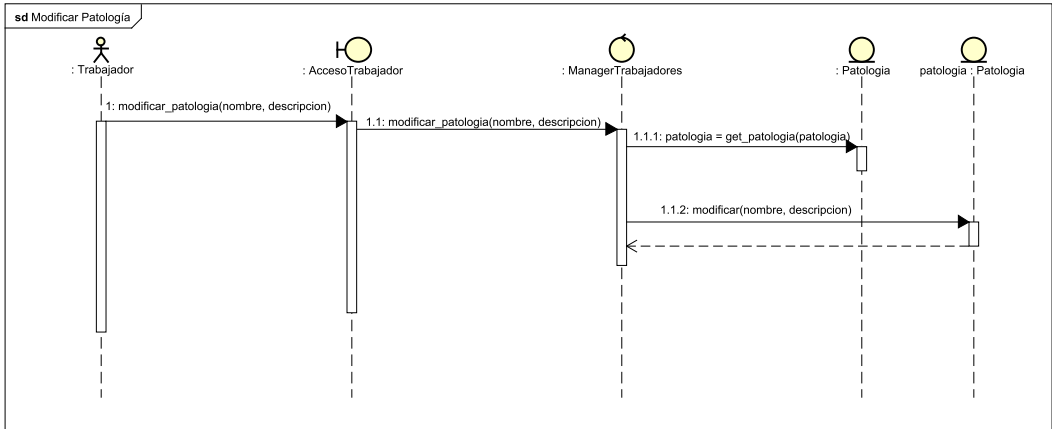 sd Modificar Patología
: Trabajador
: AccesoTrabajador
: ManagerTrabajadores
: Patologia
patologia : Patologia
1: modificar_patologia(nombre, descripcion)
1.1: modificar_patologia(nombre, descripcion)
1.1.1: patologia = get_patologia(patologia)
1.1.2: modificar(nombre, descripcion)